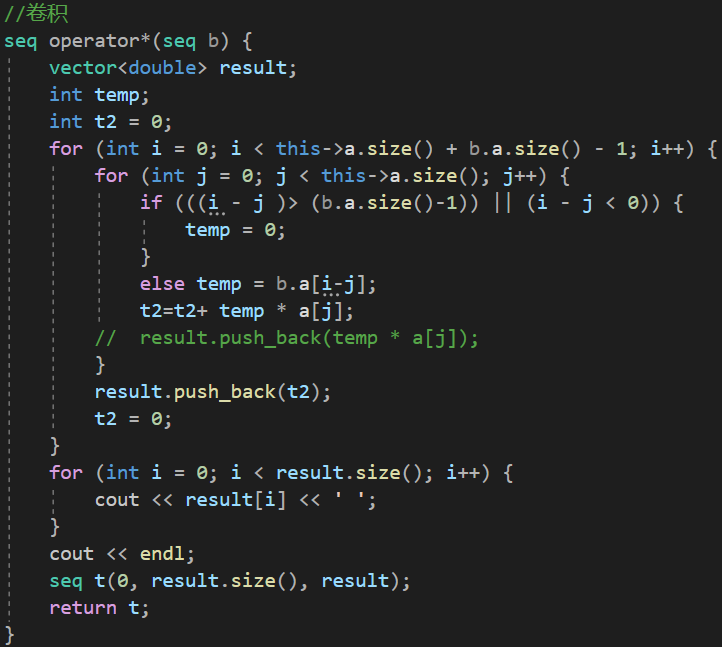 //卷积
seq operator*(seq b) {
    vector<double> result;
    int temp;
    int t2 = 0;
    for (int i = 0; i < this->a.size() + b.a.size() - 1; i++) {
        for (int j = 0; j < this->a.size(); j++) {
            if (((i - j )> (b.a.size()-1)) || (i - j < 0)) {
                temp = 0;
            }
            else temp = b.a[i-j];
            t2=t2+ temp * a[j];
        //  result.push_back(temp * a[j]);
        }
        result.push_back(t2);
        t2 = 0;
    }
    for (int i = 0; i < result.size(); i++) {
        cout << result[i] << ' ';
    }
    cout << endl;
    seq t(0, result.size(), result);
    return t;
}